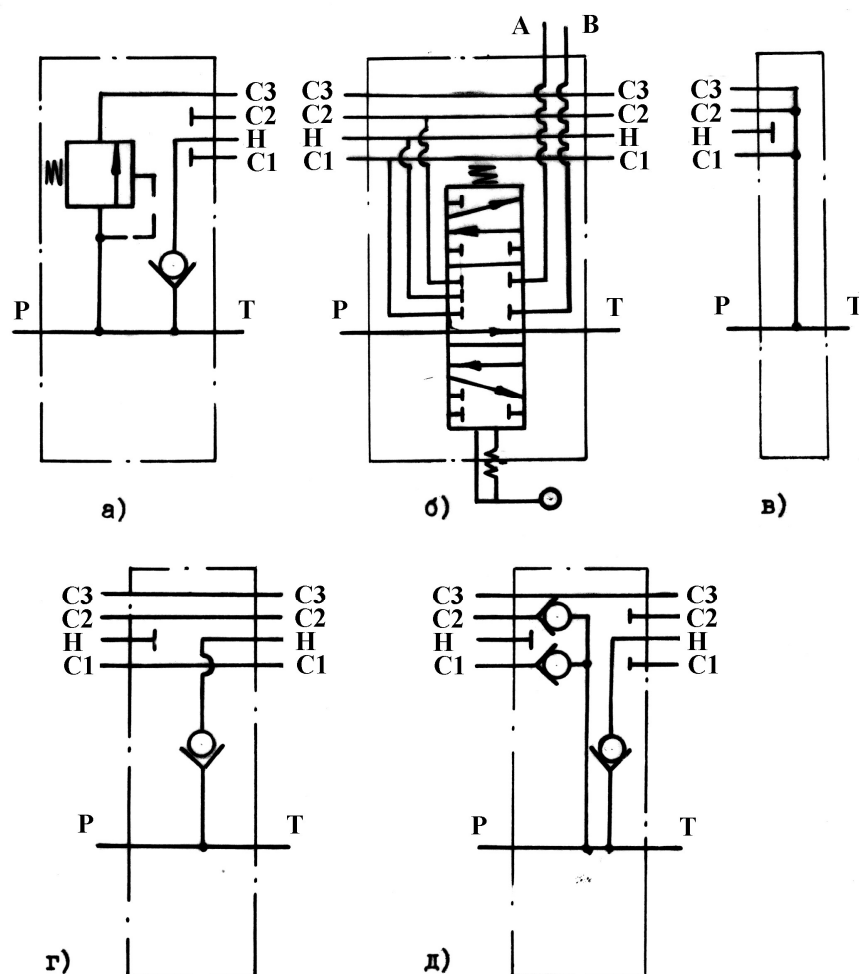 A B
C3 C3 C3 C3
C2 C2 C2 C2
H H H H
C1 C1 C1 C1
P T P T P T
а) б) в)
C3 C3 C3 C3
C2 C2 C2 C2
H H H H
C1 C1 C1 C1
P T P T
г) д)